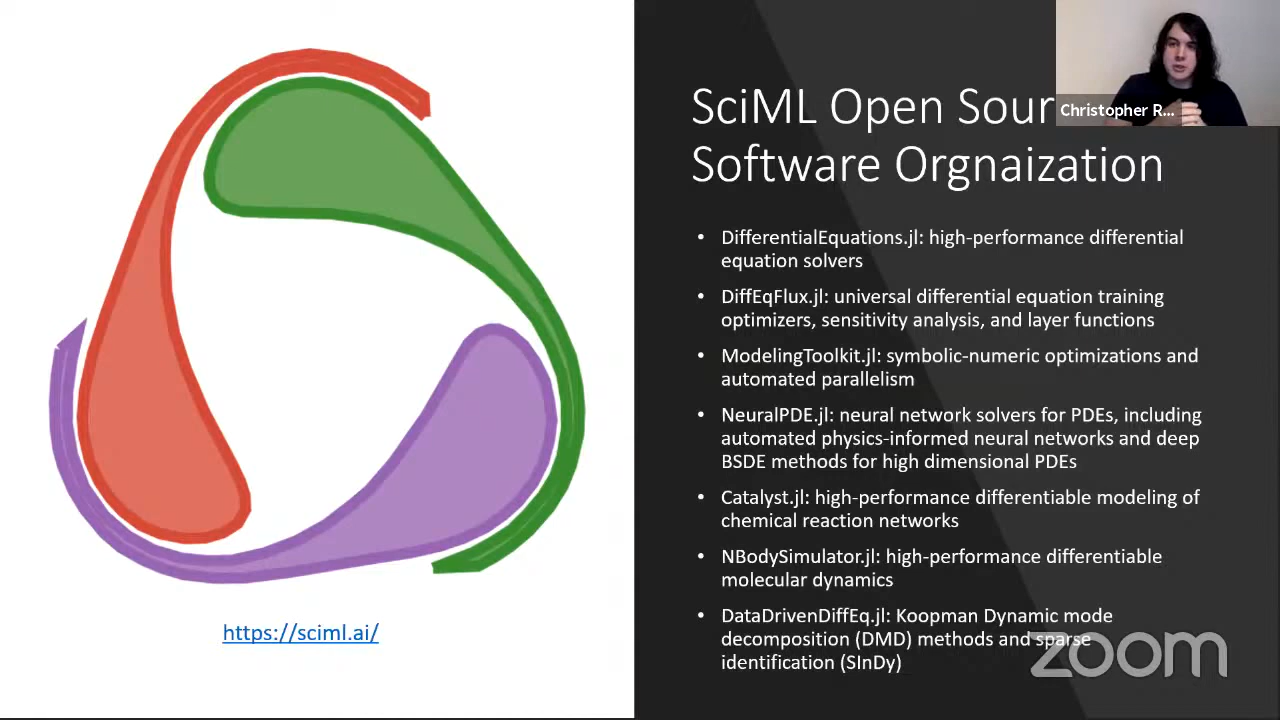 SciML Open Sour
Software Orgnaization
Christopher R...
• DifferentialEquations.jl: high-performance differential
equation solvers
• DiffEqFlux.jl: universal differential equation training
optimizers, sensitivity analysis, and layer functions
• ModelingToolkit.jl: symbolic-numeric optimizations and
automated parallelism
• NeuralPDE.jl: neural network solvers for PDEs, including
automated physics-informed neural networks and deep
BSDE methods for high dimensional PDEs
• Catalyst.jl: high-performance differentiable modeling of
chemical reaction networks
• NBodySimulator.jl: high-performance differentiable
molecular dynamics
• DataDrivenDiffEq.jl: Koopman Dynamic mode
decomposition (DMD) methods and sparse
identification (SInDy)
https://sciml.ai/
zoom